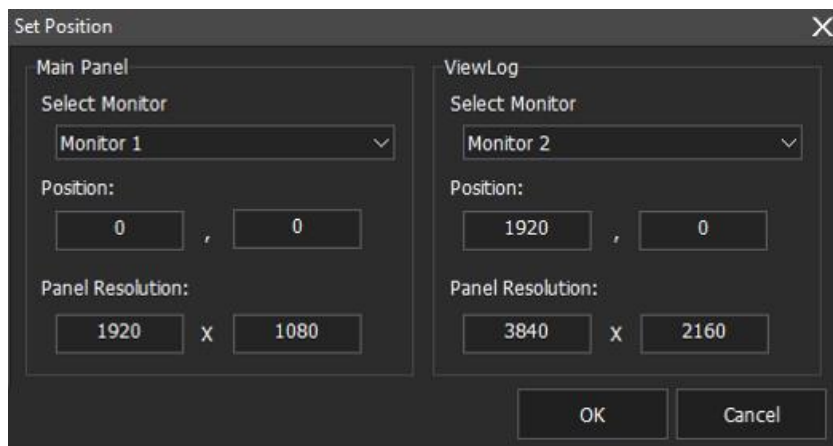 Set Position
Main Panel
Select Monitor
Monitor 1
Position:
0 , 0
Panel Resolution:
1920 X 1080
ViewLog
Select Monitor
Monitor 2
Position:
1920 , 0
Panel Resolution:
3840 X 2160
OK
Cancel